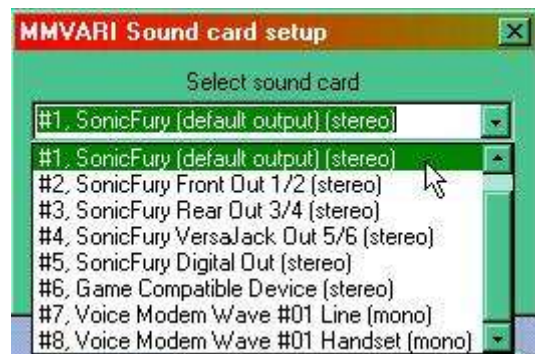 MMVARI Sound card setup
Select sound card
#1, SonicFury (default output) (stereo)
#1, SonicFury (default output) (stereo)
#2, SonicFury Front Out 1/2 (stereo)
#3, SonicFury Rear Out 3/4 (stereo)
#4, SonicFury VersaJack Out 5/6 (stereo)
#5, SonicFury Digital Out (stereo)
#6, Game Compatible Device (stereo)
#7, Voice Modem Wave #01 Line (mono)
#8, Voice Modem Wave #01 Handset (mono)